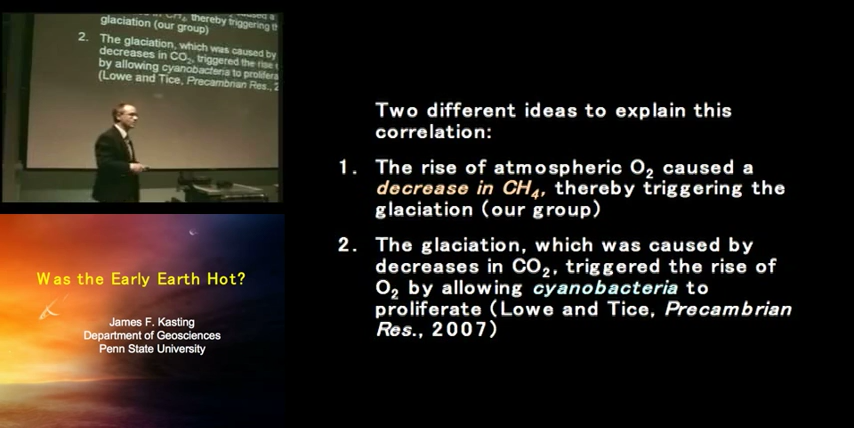 glaciation (our group)
2. The glaciation, which was caused by
decreases in CO2, triggered the rise
by allowing cyanobacteria to prolifera
(Lowe and Tice, Precambrian Res., 2
Was the Early Earth Hot?
James F. Kasting
Department of Geosciences
Penn State University
Two different ideas to explain this
correlation:
1. The rise of atmospheric O2 caused a
decrease in CH4, thereby triggering the
glaciation (our group)
2. The glaciation, which was caused by
decreases in CO2, triggered the rise of
O2 by allowing cyanobacteria to
proliferate (Lowe and Tice, Precambrian
Res., 2007)